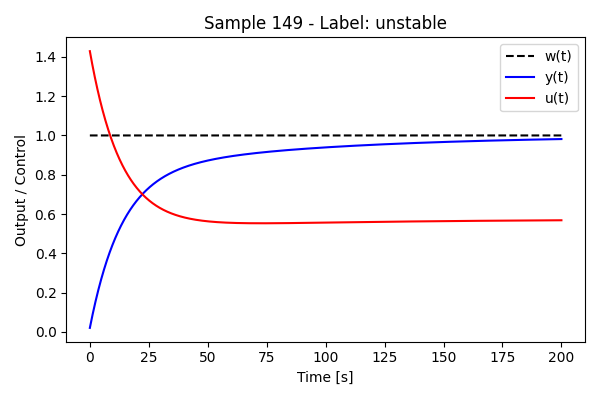 Sample 149 - Label: unstable
w(t)
y(t)
u(t)
1.4
1.2
1.0
0.8
0.6
0.4
0.2
0.0
Output / Control
0 25 50 75 100 125 150 175 200
Time [s]